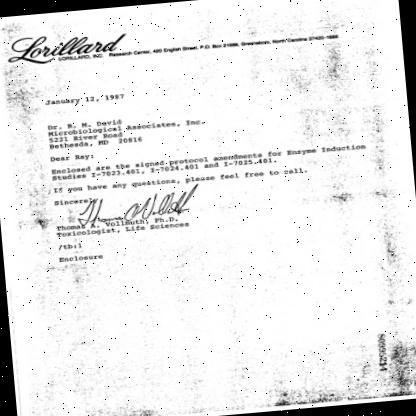 Lorillard
LORILLARD, INC. Research Center, 420 English Street, P.O. Box 21688, Greensboro, North Carolina 27420-1688
January 12, 1987
Dr. R. M. David
Microbiological Associates, Inc.
5221 River Road
Bethesda, MD 20816
Dear Ray:
Enclosed are the signed protocol amendments for Enzyme Induction
Studies I-7023.401, I-7024.401 and I-7025.401.
If you have any questions, please feel free to call.
Sincerely,
Thomas A. Vollmuth, Ph.D.
Toxicologist, Life Sciences
/tb:1
Enclosure